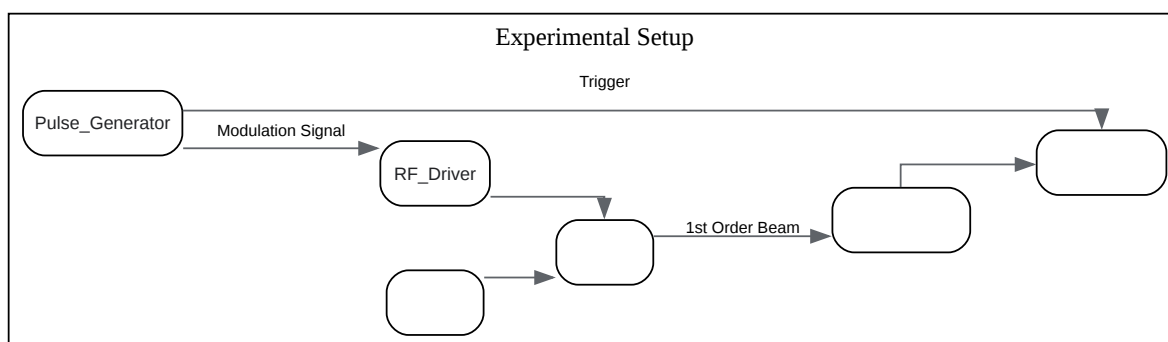 Experimental Setup
Trigger
Pulse_Generator
Modulation Signal
RF_Driver
1st Order Beam